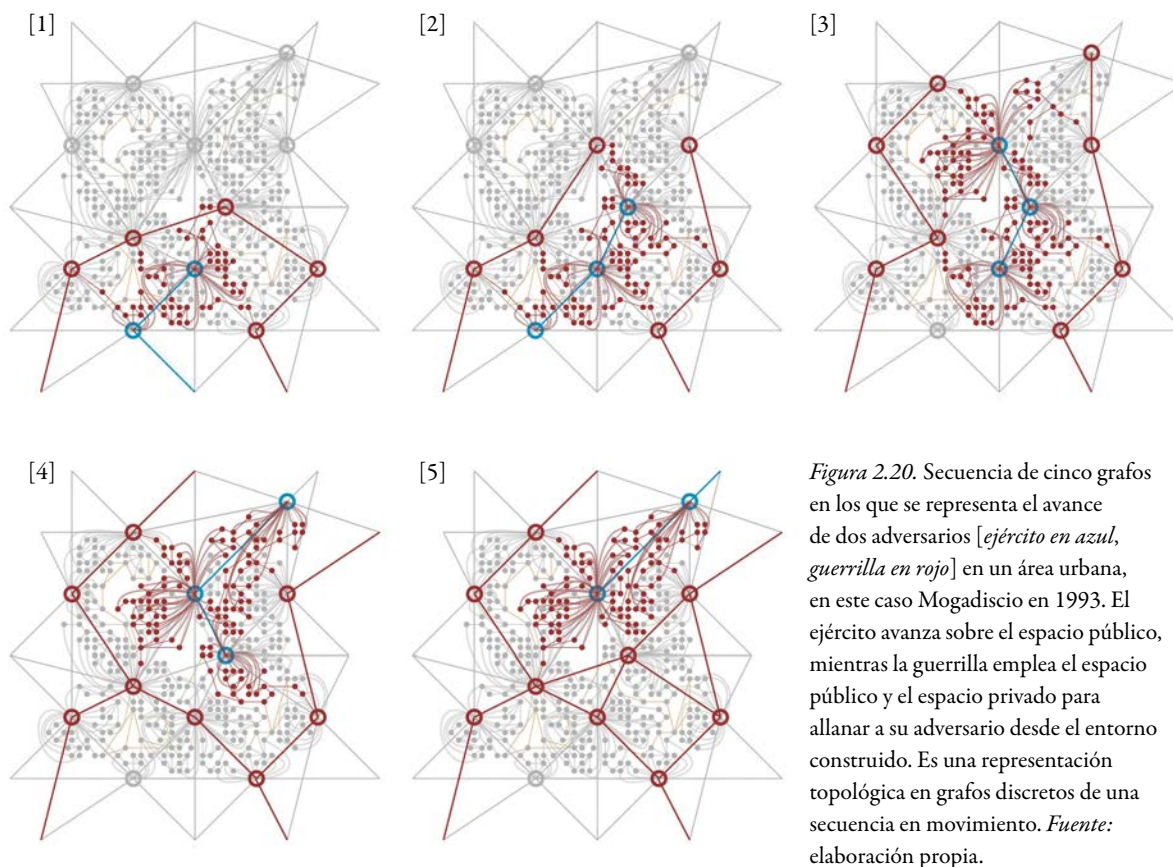 [1]
[2]
[3]
[4]
[5]
Figura 2.20. Secuencia de cinco grafos
en los que se representa el avance
de dos adversarios [ejército en azul,
guerrilla en rojo] en un área urbana,
en este caso Mogadiscio en 1993. El
ejército avanza sobre el espacio público,
mientras la guerrilla emplea el espacio
público y el espacio privado para
allanar a su adversario desde el entorno
construido. Es una representación
topológica en grafos discretos de una
secuencia en movimiento. Fuente:
elaboración propia.